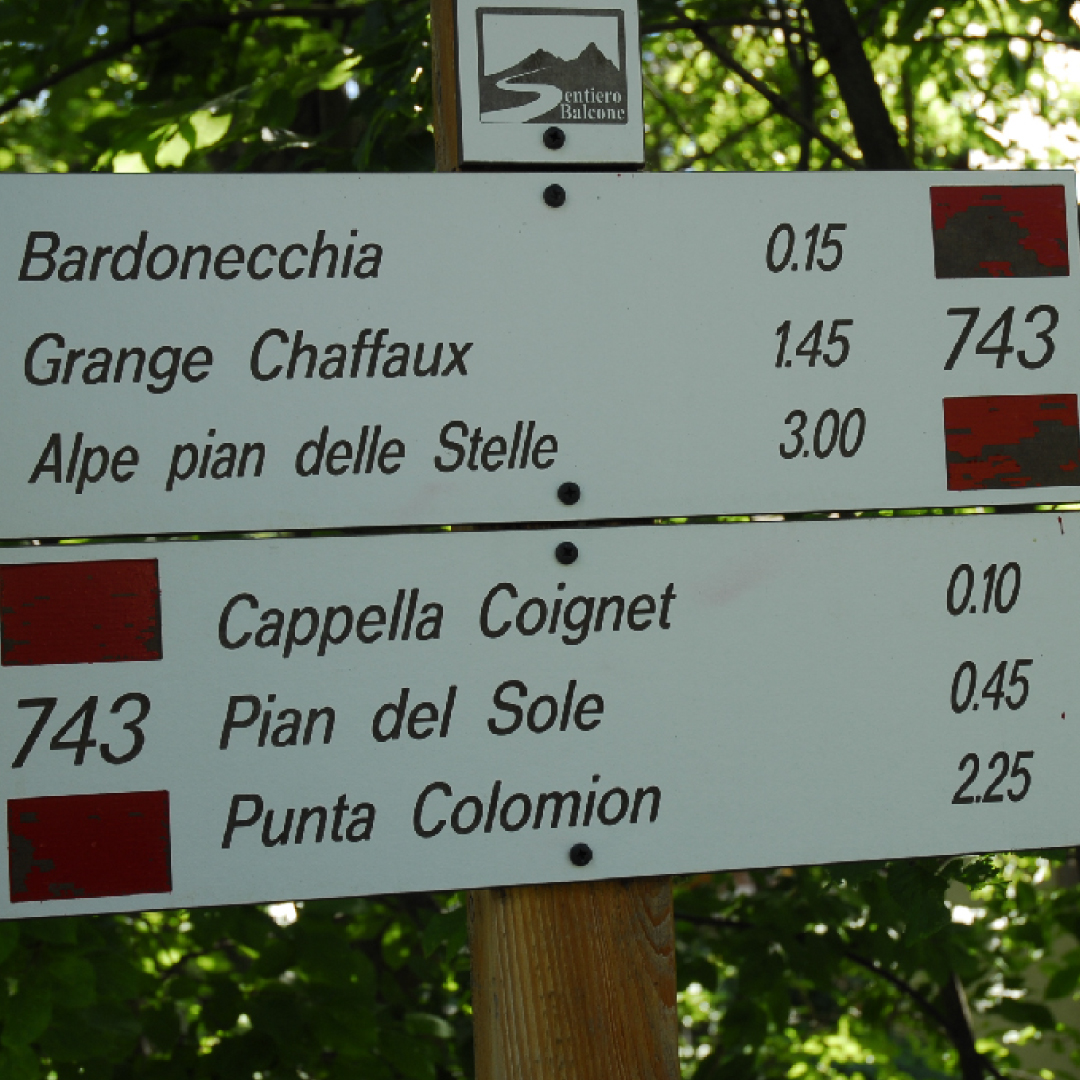 Sentiero
Balcone
Bardonecchia 0.15
Grange Chaffaux 1.45 743
Alpe pian delle Stelle 3.00
Cappella Coignet 0.10
743 Pian del Sole 0.45
Punta Colomion 2.25